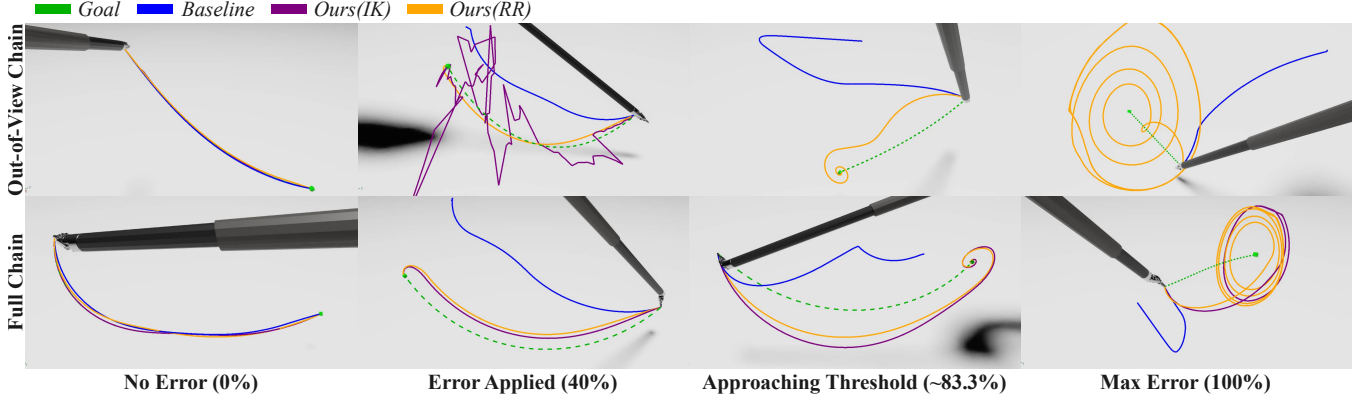 Goal Baseline Ours(IK) Ours(RR)
Out-of-View Chain
Full Chain
No Error (0%) Error Applied (40%) Approaching Threshold (~83.3%) Max Error (100%)